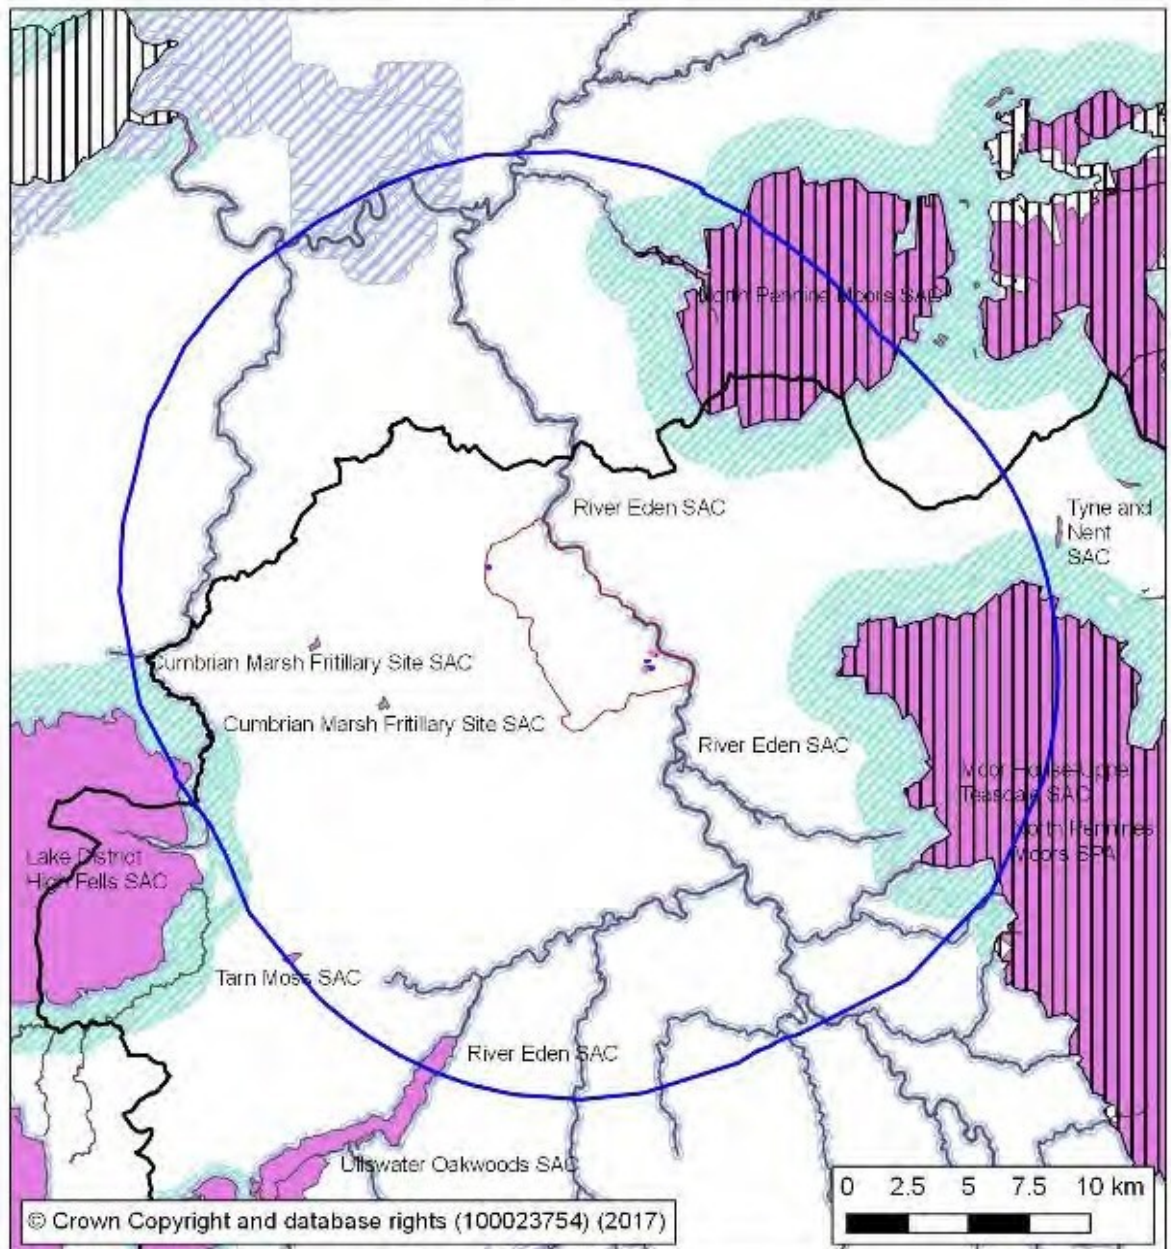 North Pennine Moors SAC
River Eden SAC
Tyne and
Nent
SAC
Cumbrian Marsh Fritillary Site SAC
Cumbrian Marsh Fritillary Site SAC
River Eden SAC
Moor House-Upper
Teasdale SAC
North Pennines
Moors SPA
Lake District
High Fells SAC
Tarn Moss SAC
River Eden SAC
Ullswater Oakwoods SAC
0 2.5 5 7.5 10 km
© Crown Copyright and database rights (100023754) (2017)